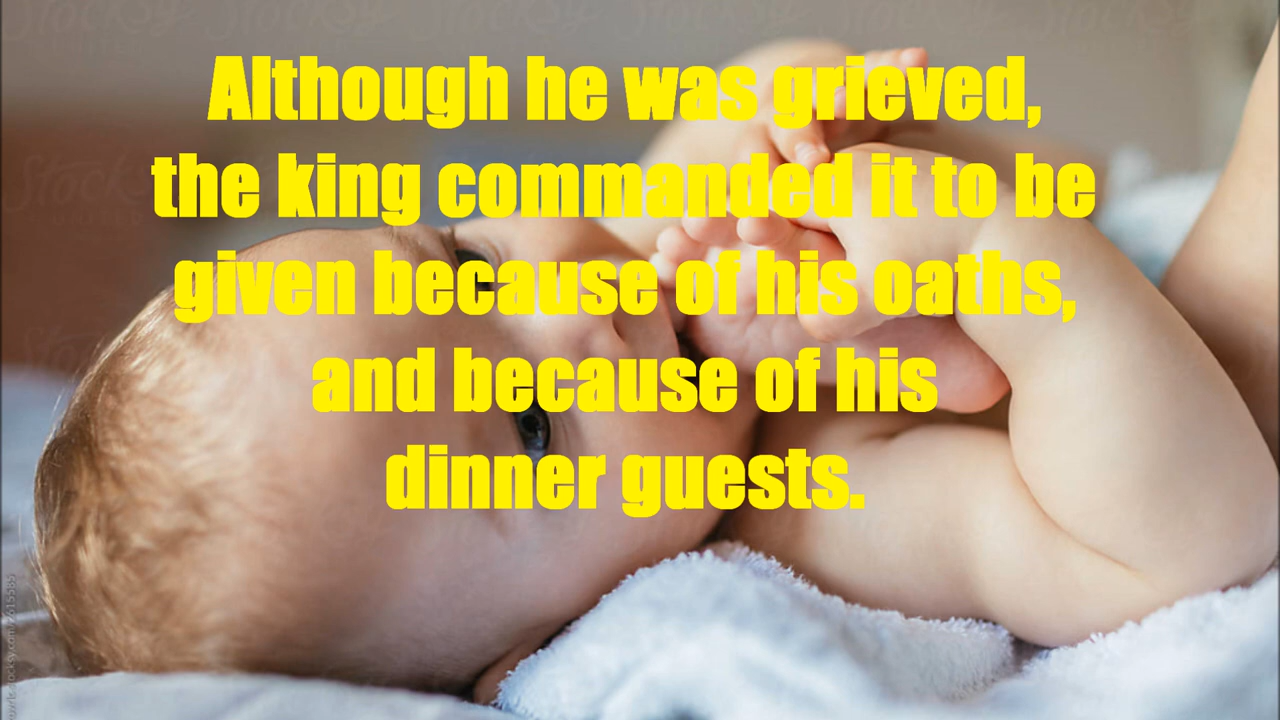 Although he was grieved,
the king commanded it to be
given because of his oaths,
and because of his
dinner guests.